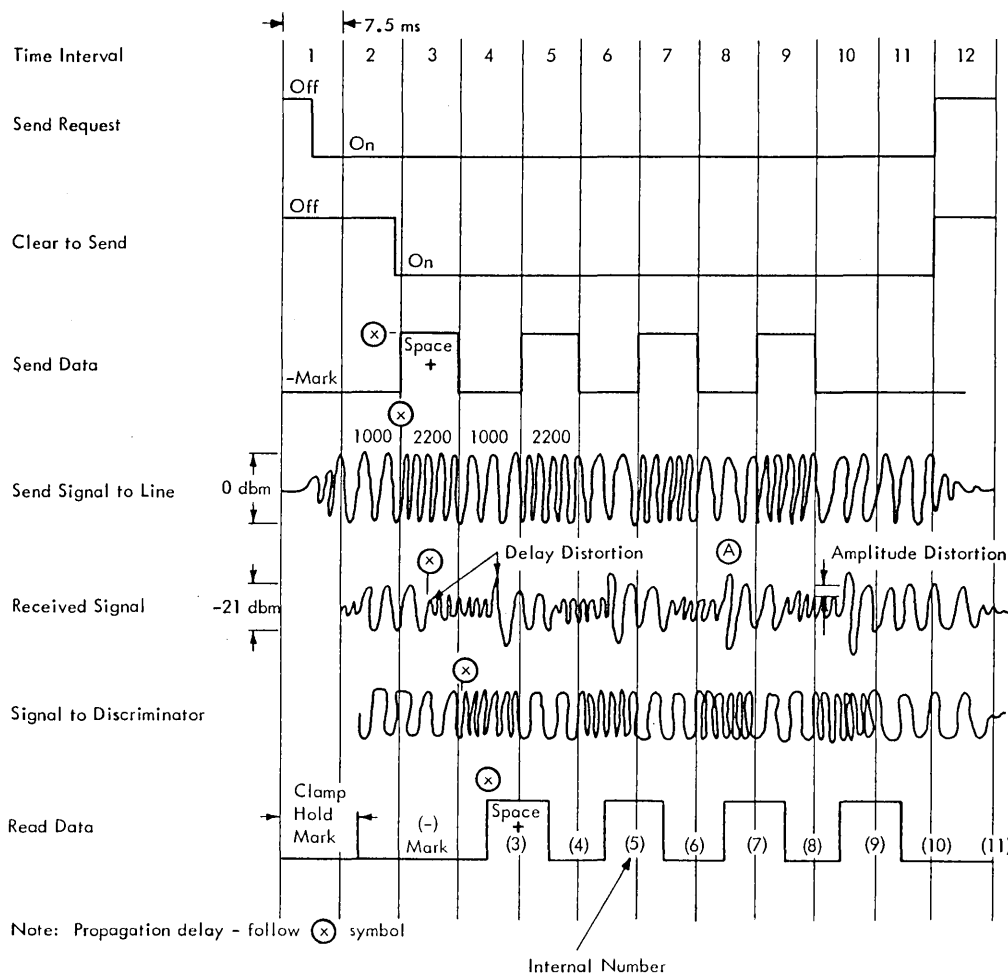 7.5 ms
Time Interval 1 2 3 4 5 6 7 8 9 10 11 12
Off
Send Request
On
Off
Clear to Send
On
Space
+
Send Data
-Mark
1000 2200 1000 2200
Send Signal to Line 0 dbm
A
Delay Distortion Amplitude Distortion
Received Signal -21 dbm
Signal to Discriminator
Clamp
Hold
Mark
Read Data
(-)
Mark
Space
+
(3) (4) (5) (6) (7) (8) (9) (10) (11)
Note: Propagation delay - follow ⓧ symbol
Internal Number